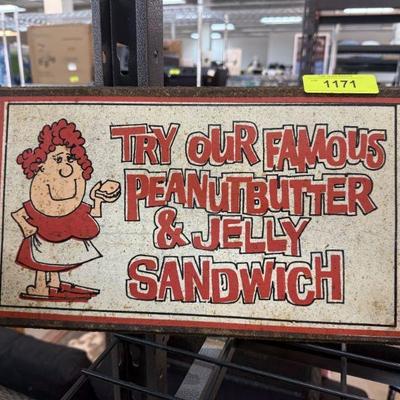 1171
TRY OUR FAMOUS
PEANUTBUTTER
& JELLY
SANDWICH